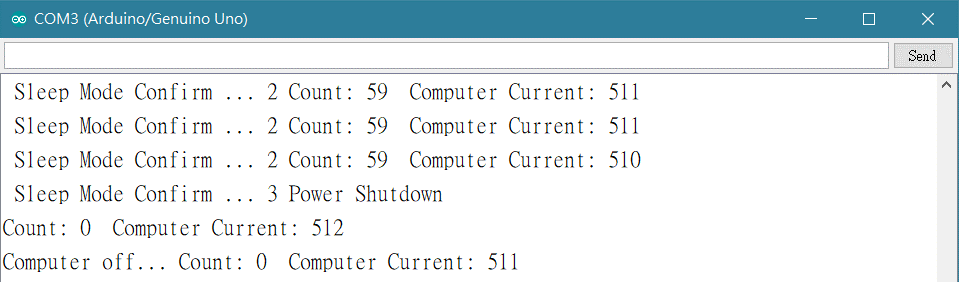 COM3 (Arduino/Genuino Uno)
Send
Sleep Mode Confirm ... 2 Count: 59  Computer Current: 511
Sleep Mode Confirm ... 2 Count: 59  Computer Current: 511
Sleep Mode Confirm ... 2 Count: 59  Computer Current: 510
Sleep Mode Confirm ... 3 Power Shutdown
Count: 0  Computer Current: 512
Computer off... Count: 0  Computer Current: 511